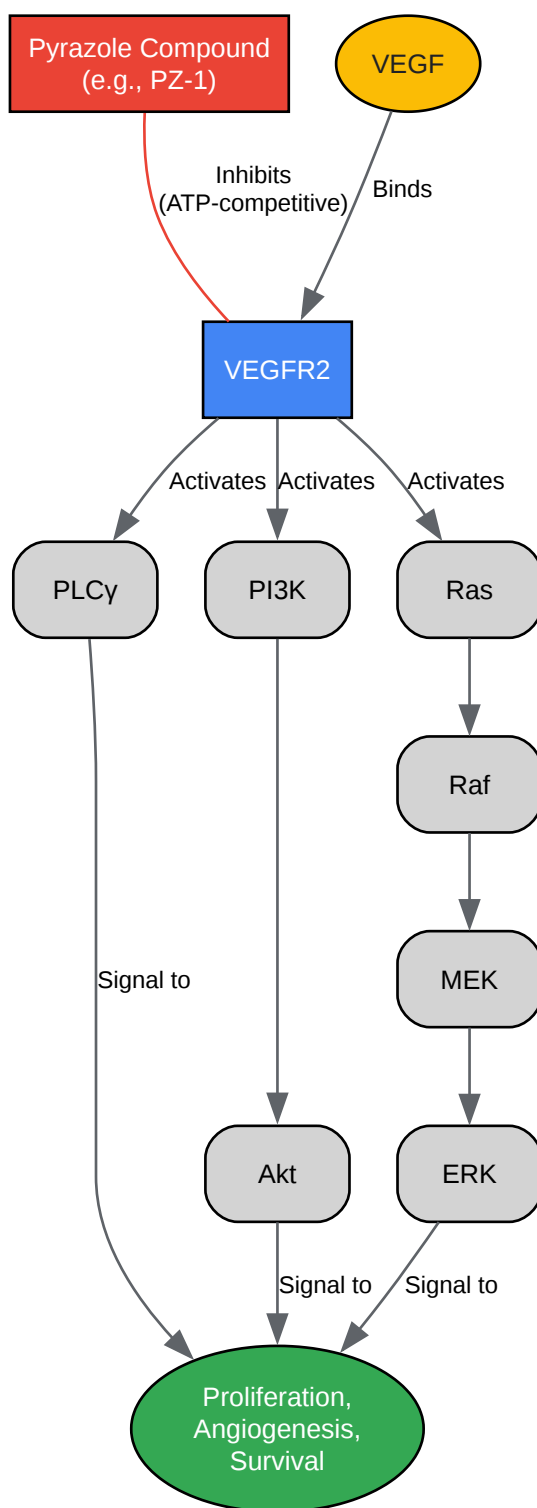 Pyrazole Compound
(e.g., PZ-1)
VEGF
Inhibits
(ATP-competitive)
Binds
VEGFR2
Activates
Activates
Activates
PLCγ
PI3K
Ras
Raf
MEK
Signal to
Akt
ERK
Signal to
Signal to
Proliferation,
Angiogenesis,
Survival